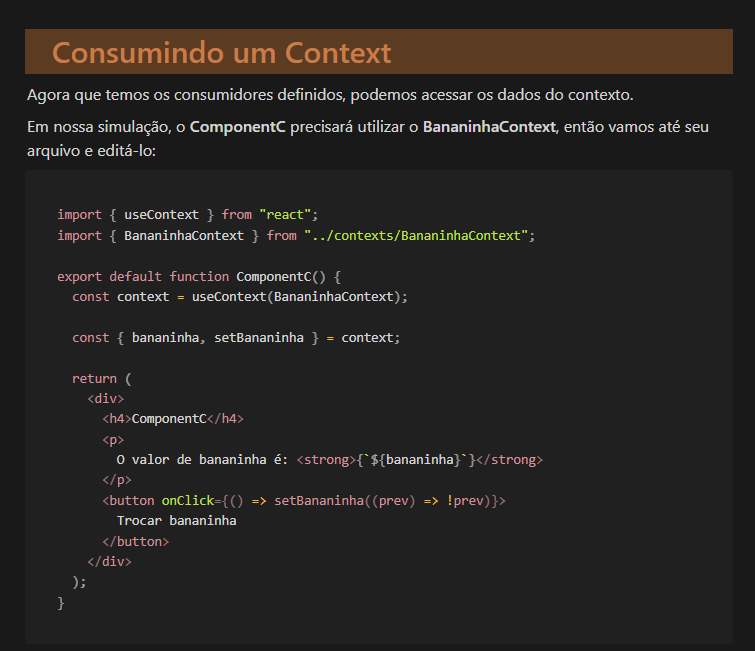 Consumindo um Context
Agora que temos os consumidores definidos, podemos acessar os dados do contexto.
Em nossa simulação, o ComponentC precisará utilizar o BananinhaContext, então vamos até seu
arquivo e editá-lo:
import { useContext } from "react";
import { BananinhaContext } from "../contexts/BananinhaContext";
export default function ComponentC() {
  const context = useContext(BananinhaContext);
  const { bananinha, setBananinha } = context;
  return (
    <div>
      <h4>ComponentC</h4>
      <p>
        O valor de bananinha é: <strong>{`${bananinha}`}</strong>
      </p>
      <button onClick={() => setBananinha((prev) => !prev)}>
        Trocar bananinha
      </button>
    </div>
  );
}